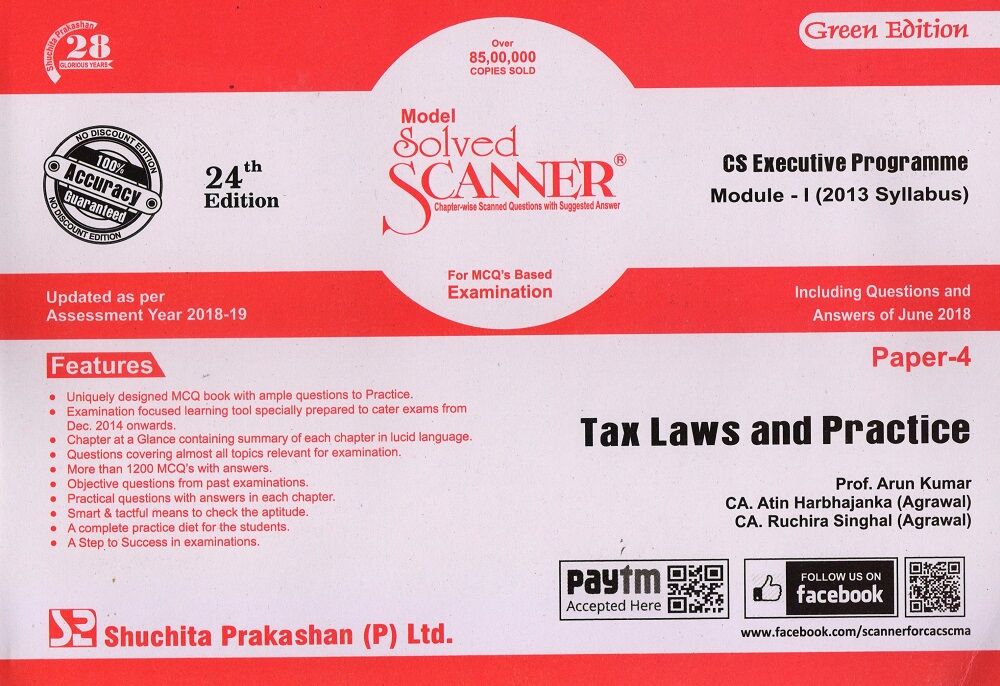 Shuchita Prakashan
28
GLORIOUS YEARS
Green Edition
Over
85,00,000
COPIES SOLD
NO DISCOUNT EDITION
100%
Accuracy
Guaranteed
NO DISCOUNT EDITION
24th
Edition
Model
Solved
SCANNER®
Chapter-wise Scanned Questions with Suggested Answer
CS Executive Programme
Module - I (2013 Syllabus)
For MCQ's Based
Examination
Updated as per
Assessment Year 2018-19
Including Questions and
Answers of June 2018
Features
• Uniquely designed MCQ book with ample questions to Practice.
• Examination focused learning tool specially prepared to cater exams from
Dec. 2014 onwards.
• Chapter at a Glance containing summary of each chapter in lucid language.
• Questions covering almost all topics relevant for examination.
• More than 1200 MCQ's with answers.
• Objective questions from past examinations.
• Practical questions with answers in each chapter.
• Smart & tactful means to check the aptitude.
• A complete practice diet for the students.
• A Step to Success in examinations.
Paper-4
Tax Laws and Practice
Prof. Arun Kumar
CA. Atin Harbhajanka (Agrawal)
CA. Ruchira Singhal (Agrawal)
paytm
Accepted Here
FOLLOW US ON
facebook
www.facebook.com/scannerforcacscma
SP Shuchita Prakashan (P) Ltd.